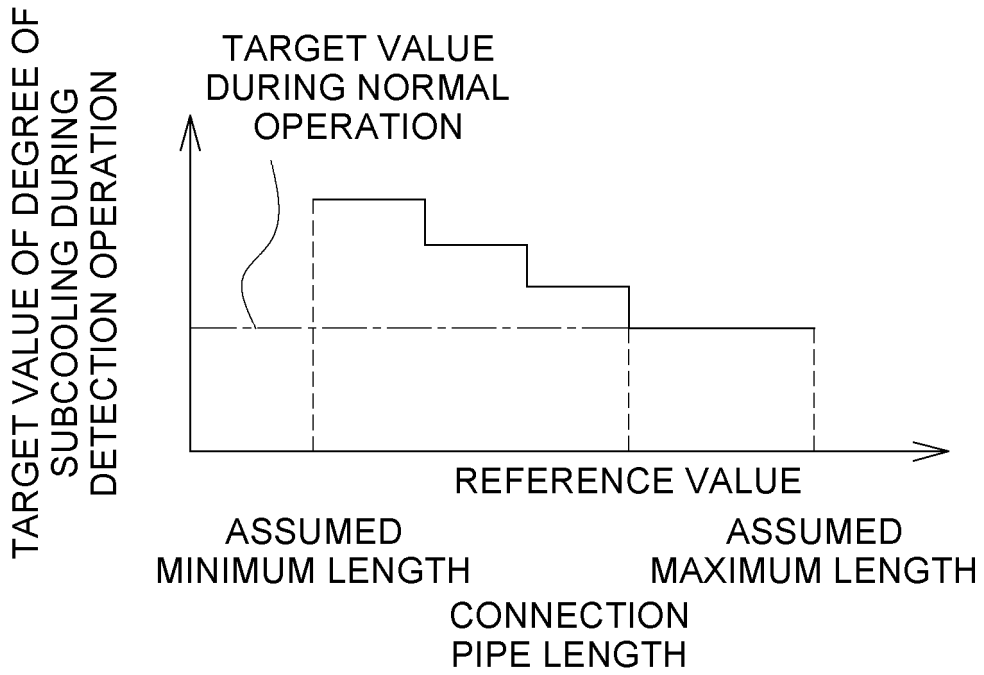 TARGET VALUE OF DEGREE OF
SUBCOOLING DURING
DETECTION OPERATION
TARGET VALUE
DURING NORMAL
OPERATION
REFERENCE VALUE
ASSUMED
MINIMUM LENGTH
ASSUMED
MAXIMUM LENGTH
CONNECTION
PIPE LENGTH